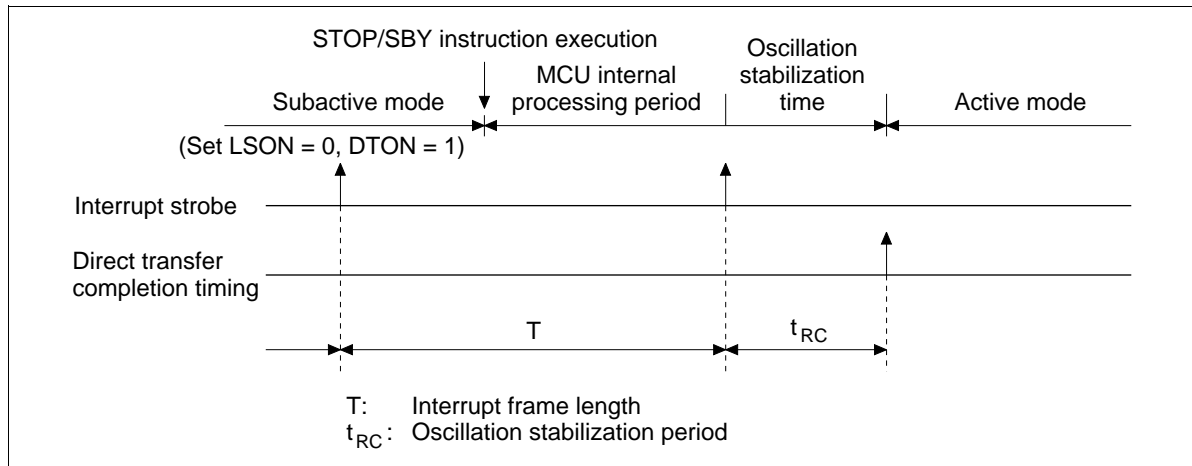 STOP/SBY instruction execution
Oscillation
stabilization
time
MCU internal
processing period
Subactive mode
Active mode
(Set LSON = 0, DTON = 1)
Interrupt strobe
Direct transfer
completion timing
T
tRC
T: Interrupt frame length
tRC : Oscillation stabilization period